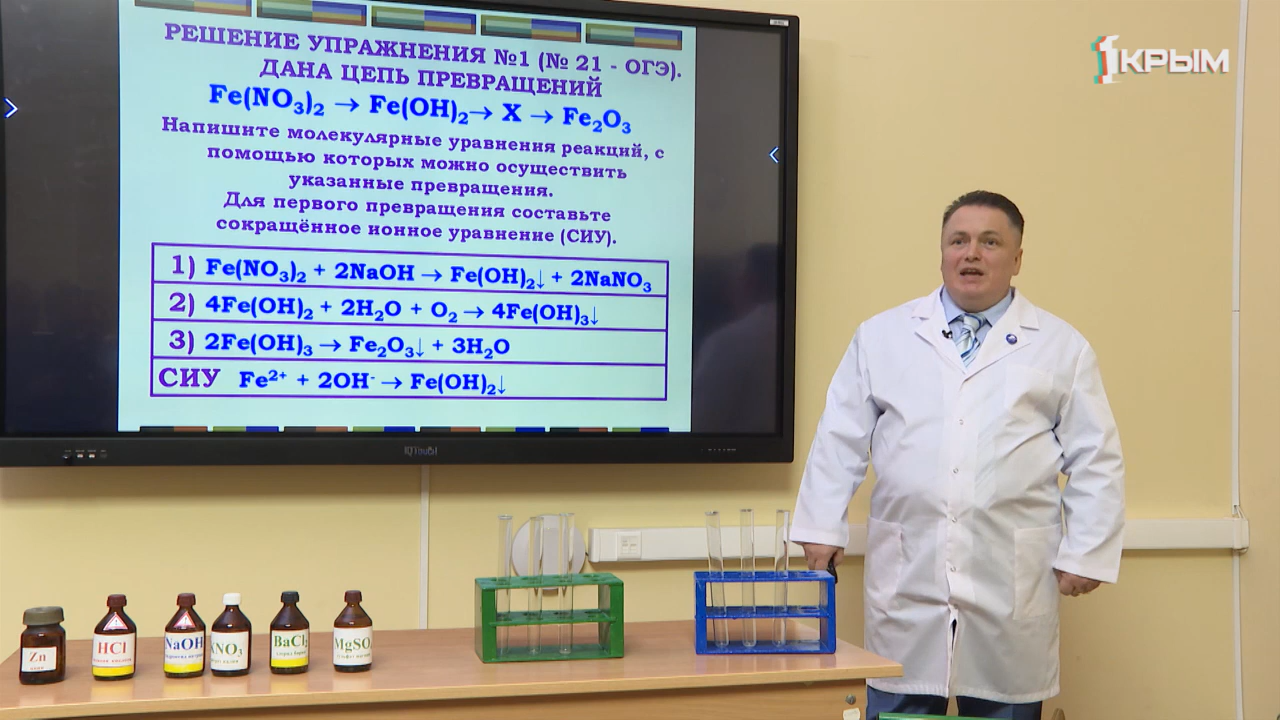 1КРЫМ
РЕШЕНИЕ УПРАЖНЕНИЯ №1 (№ 21 - ОГЭ).
ДАНА ЦЕПЬ ПРЕВРАЩЕНИЙ
Fe(NO₃)₂ → Fe(OH)₂→ X → Fe₂O₃
Напишите молекулярные уравнения реакций, с
помощью которых можно осуществить
указанные превращения.
Для первого превращения составьте
сокращённое ионное уравнение (СИУ).
1) Fe(NO₃)₂ + 2NaOH → Fe(OH)₂↓ + 2NaNO₃
2) 4Fe(OH)₂ + 2H₂O + O₂ → 4Fe(OH)₃↓
3) 2Fe(OH)₃ → Fe₂O₃↓ + 3H₂O
СИУ Fe²⁺ + 2OH⁻ → Fe(OH)₂↓
IQTouch
Zn
HCl
NaOH
KNO₃
BaCl₂
MgSO